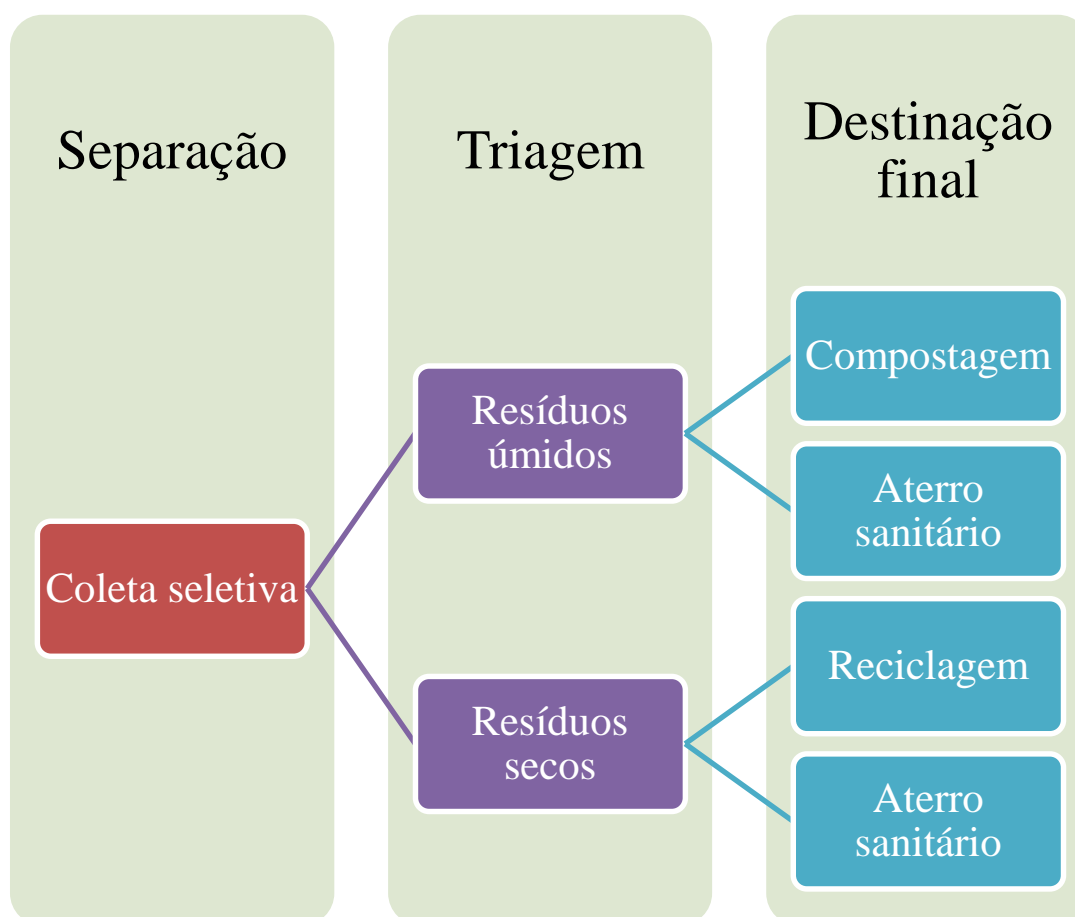 Separação
Triagem
Destinação
final
Coleta seletiva
Resíduos
úmidos
Resíduos
secos
Compostagem
Aterro
sanitário
Reciclagem
Aterro
sanitário